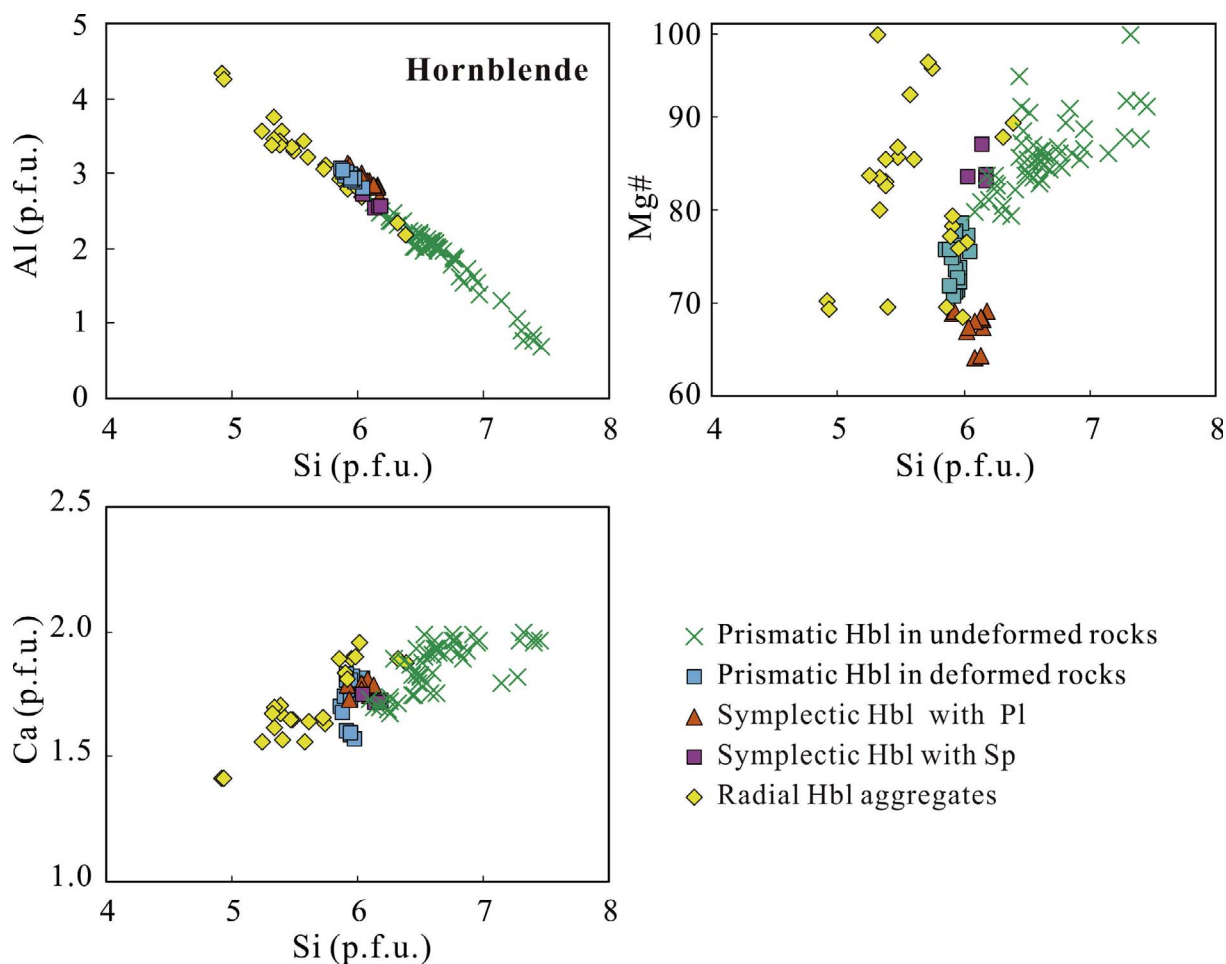 5
4
3
2
1
0
Al (p.f.u.)
Hornblende
4 5 6 7 8
Si (p.f.u.)
100
90
80
70
60
Mg#
4 5 6 7 8
Si (p.f.u.)
2.5
2.0
1.5
1.0
Ca (p.f.u.)
4 5 6 7 8
Si (p.f.u.)
Prismatic Hbl in undeformed rocks
Prismatic Hbl in deformed rocks
Symplectic Hbl with Pl
Symplectic Hbl with Sp
Radial Hbl aggregates